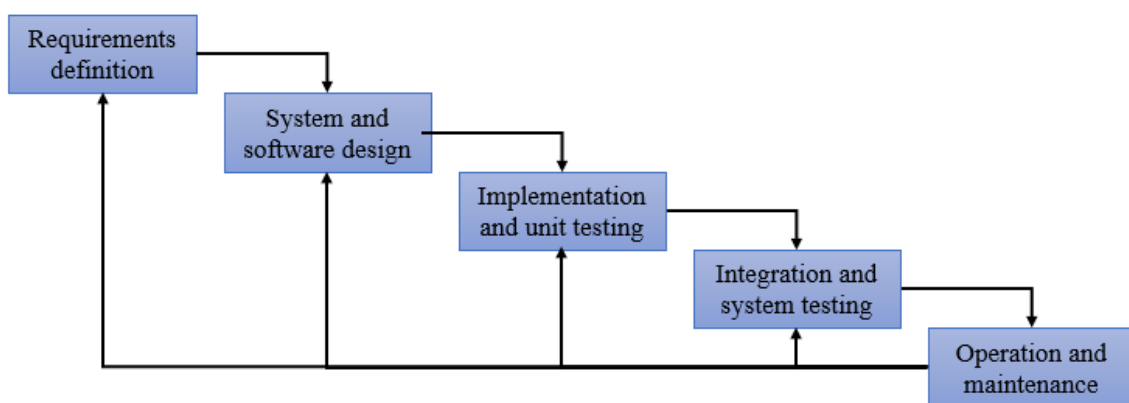 Requirements
definition
System and
software design
Implementation
and unit testing
Integration and
system testing
Operation and
maintenance